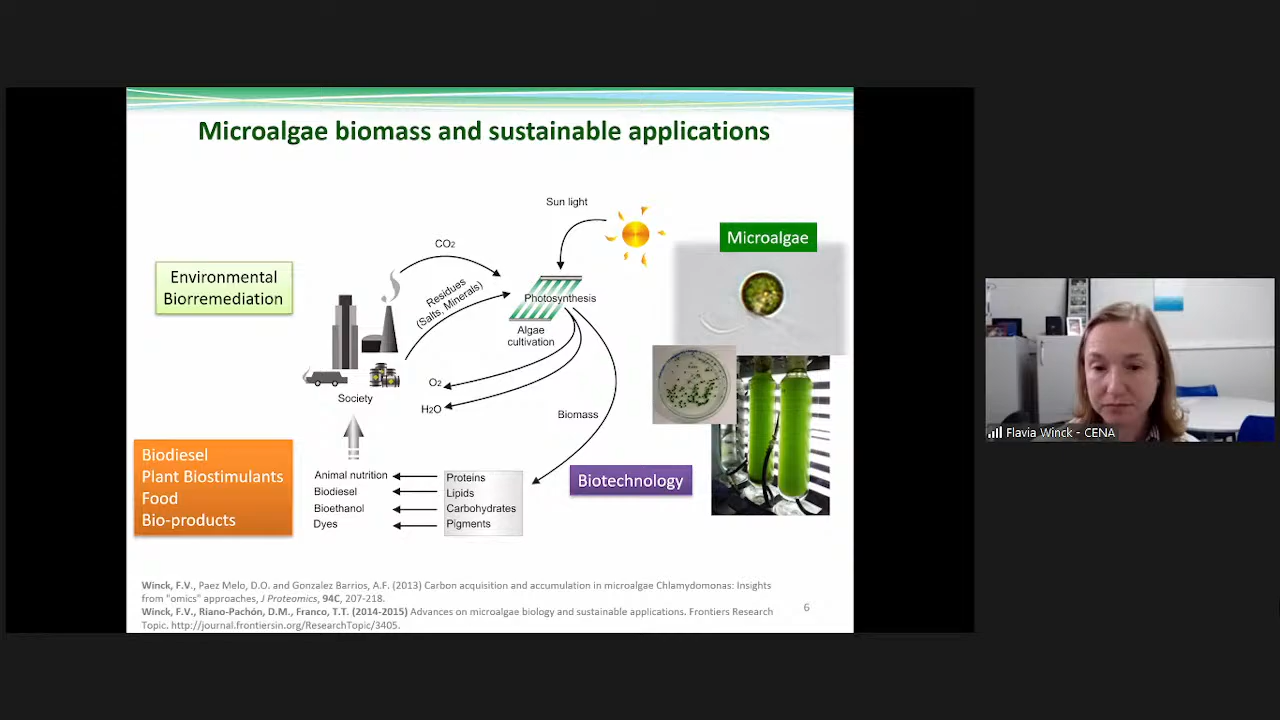 Microalgae biomass and sustainable applications
Sun light
Microalgae
CO2
Environmental
Biorremediation
Residues
(Salts, Minerals)
Photosynthesis
Algae
cultivation
O2
H2O
Society
Biomass
Biodiesel
Plant Biostimulants
Food
Bio-products
Animal nutrition
Biodiesel
Bioethanol
Dyes
Proteins
Lipids
Carbohydrates
Pigments
Biotechnology
Winck, F.V., Paez Melo, D.O. and Gonzalez Barrios, A.F. (2013) Carbon acquisition and accumulation in microalgae Chlamydomonas: Insights
from "omics" approaches, J Proteomics, 94C, 207-218.
Winck, F.V., Riano-Pachón, D.M., Franco, T.T. (2014-2015) Advances on microalgae biology and sustainable applications. Frontiers Research
Topic. http://journal.frontiersin.org/ResearchTopic/3405.
6
Flavia Winck - CENA